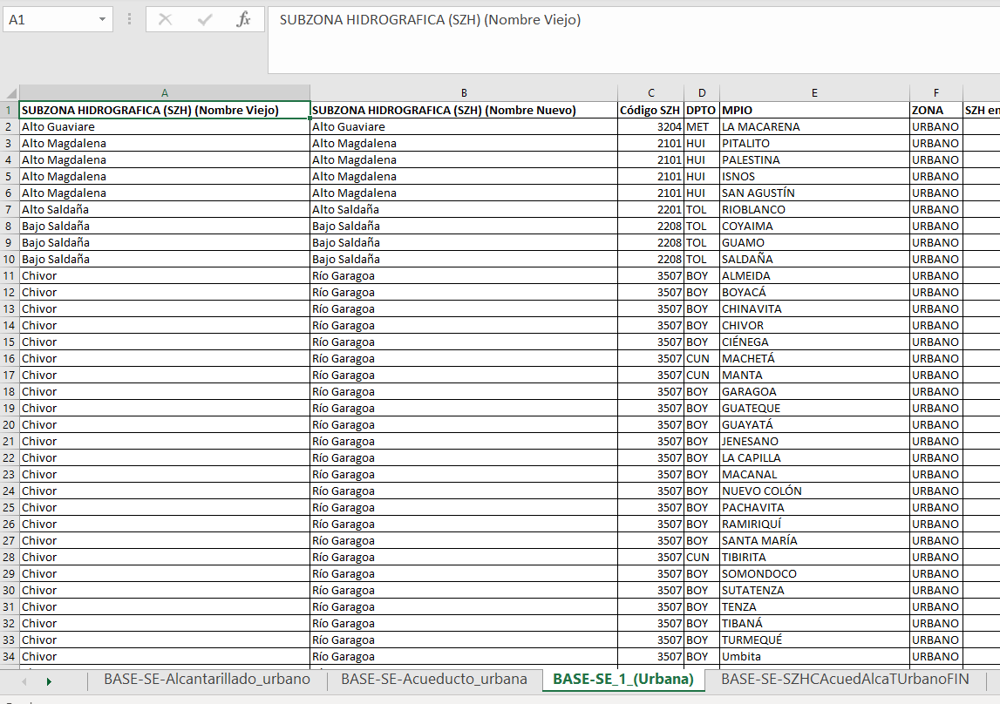 A1 fx SUBZONA HIDROGRAFICA (SZH) (Nombre Viejo)
A B C D E F
1 SUBZONA HIDROGRAFICA (SZH) (Nombre Viejo) SUBZONA HIDROGRAFICA (SZH) (Nombre Nuevo) Código SZH DPTO MPIO ZONA SZH en
2 Alto Guaviare Alto Guaviare 3204 MET LA MACARENA URBANO
3 Alto Magdalena Alto Magdalena 2101 HUI PITALITO URBANO
4 Alto Magdalena Alto Magdalena 2101 HUI PALESTINA URBANO
5 Alto Magdalena Alto Magdalena 2101 HUI ISNOS URBANO
6 Alto Magdalena Alto Magdalena 2101 HUI SAN AGUSTÍN URBANO
7 Alto Saldaña Alto Saldaña 2201 TOL RIOBLANCO URBANO
8 Bajo Saldaña Bajo Saldaña 2208 TOL COYAIMA URBANO
9 Bajo Saldaña Bajo Saldaña 2208 TOL GUAMO URBANO
10 Bajo Saldaña Bajo Saldaña 2208 TOL SALDAÑA URBANO
11 Chivor Río Garagoa 3507 BOY ALMEIDA URBANO
12 Chivor Río Garagoa 3507 BOY BOYACÁ URBANO
13 Chivor Río Garagoa 3507 BOY CHINAVITA URBANO
14 Chivor Río Garagoa 3507 BOY CHIVOR URBANO
15 Chivor Río Garagoa 3507 BOY CIÉNEGA URBANO
16 Chivor Río Garagoa 3507 CUN MACHETÁ URBANO
17 Chivor Río Garagoa 3507 CUN MANTA URBANO
18 Chivor Río Garagoa 3507 BOY GARAGOA URBANO
19 Chivor Río Garagoa 3507 BOY GUATEQUE URBANO
20 Chivor Río Garagoa 3507 BOY GUAYATÁ URBANO
21 Chivor Río Garagoa 3507 BOY JENESANO URBANO
22 Chivor Río Garagoa 3507 BOY LA CAPILLA URBANO
23 Chivor Río Garagoa 3507 BOY MACANAL URBANO
24 Chivor Río Garagoa 3507 BOY NUEVO COLÓN URBANO
25 Chivor Río Garagoa 3507 BOY PACHAVITA URBANO
26 Chivor Río Garagoa 3507 BOY RAMIRIQUÍ URBANO
27 Chivor Río Garagoa 3507 BOY SANTA MARÍA URBANO
28 Chivor Río Garagoa 3507 CUN TIBIRITA URBANO
29 Chivor Río Garagoa 3507 BOY SOMONDOCO URBANO
30 Chivor Río Garagoa 3507 BOY SUTATENZA URBANO
31 Chivor Río Garagoa 3507 BOY TENZA URBANO
32 Chivor Río Garagoa 3507 BOY TIBANÁ URBANO
33 Chivor Río Garagoa 3507 BOY TURMEQUÉ URBANO
34 Chivor Río Garagoa 3507 BOY Umbita URBANO
BASE-SE-Alcantarillado_urbano BASE-SE-Acueducto_urbana BASE-SE_1_(Urbana) BASE-SE-SZHCAcuedAlcaTUrbanoFIN